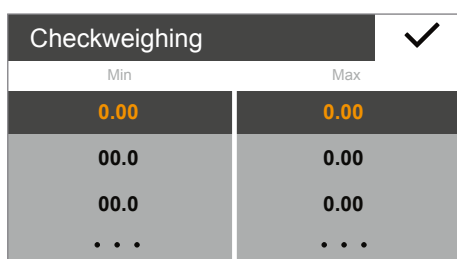 Checkweighing
Min Max
0.00 0.00
00.0 0.00
00.0 0.00
• • • • • •